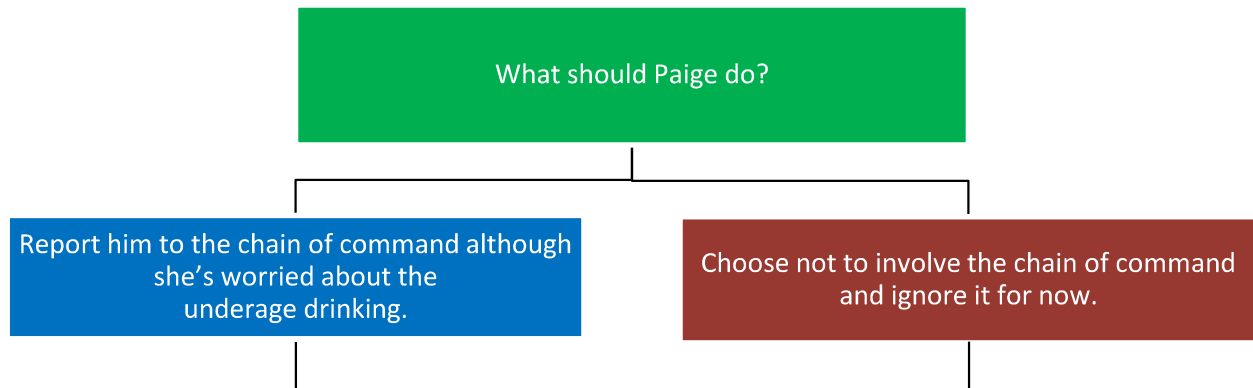 What should Paige do?
Report him to the chain of command although
she’s worried about the
underage drinking.
Choose not to involve the chain of command
and ignore it for now.